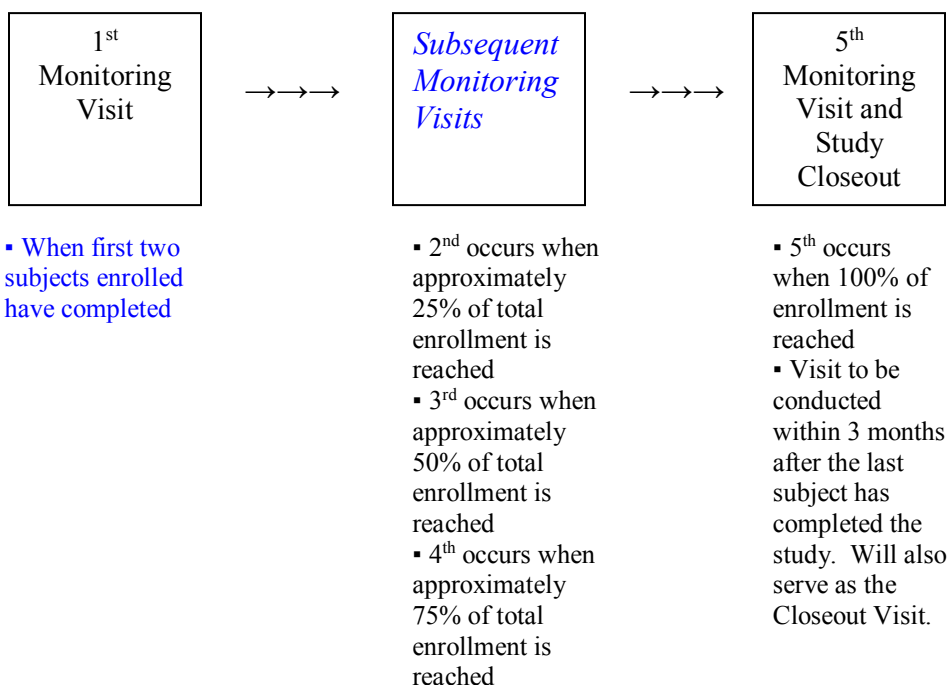 1st
Monitoring
Visit
→→→
Subsequent
Monitoring
Visits
→→→
5th
Monitoring
Visit and
Study
Closeout
▪ When first two
subjects enrolled
have completed
▪ 2nd occurs when
approximately
25% of total
enrollment is
reached
▪ 3rd occurs when
approximately
50% of total
enrollment is
reached
▪ 4th occurs when
approximately
75% of total
enrollment is
reached
▪ 5th occurs
when 100% of
enrollment is
reached
▪ Visit to be
conducted
within 3 months
after the last
subject has
completed the
study.  Will also
serve as the
Closeout Visit.